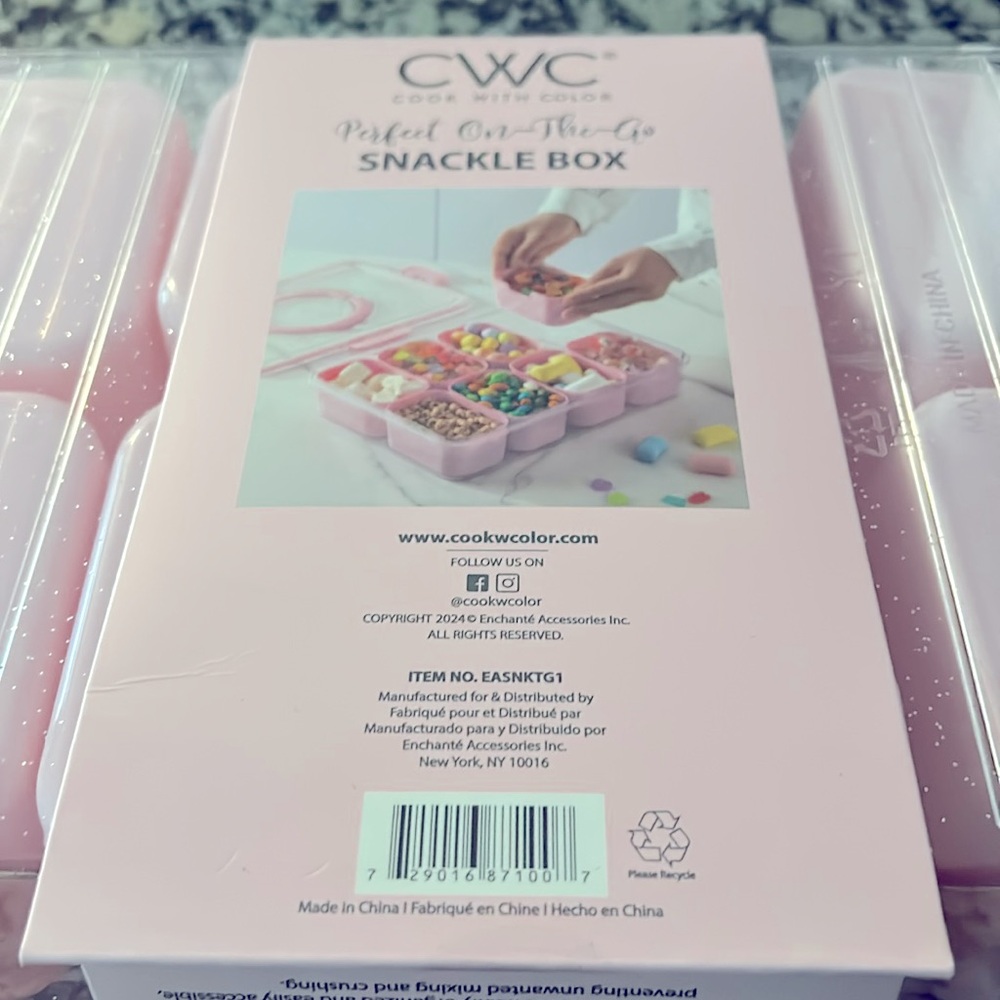 CWC®
COOK WITH COLOR
Perfect On-The-Go
SNACKLE BOX
www.cookwcolor.com
FOLLOW US ON
@cookwcolor
COPYRIGHT 2024© Enchanté Accessories Inc.
ALL RIGHTS RESERVED.
ITEM NO. EASNKTG1
Manufactured for & Distributed by
Fabriqué pour et Distribué par
Manufacturado para y Distribuido por
Enchanté Accessories Inc.
New York, NY 10016
7 29016 87100 7
Please Recycle
Made in China I Fabriqué en Chine I Hecho en China
MADE IN CHINA
and easily accessible,
preventing unwanted mixing and crushing.